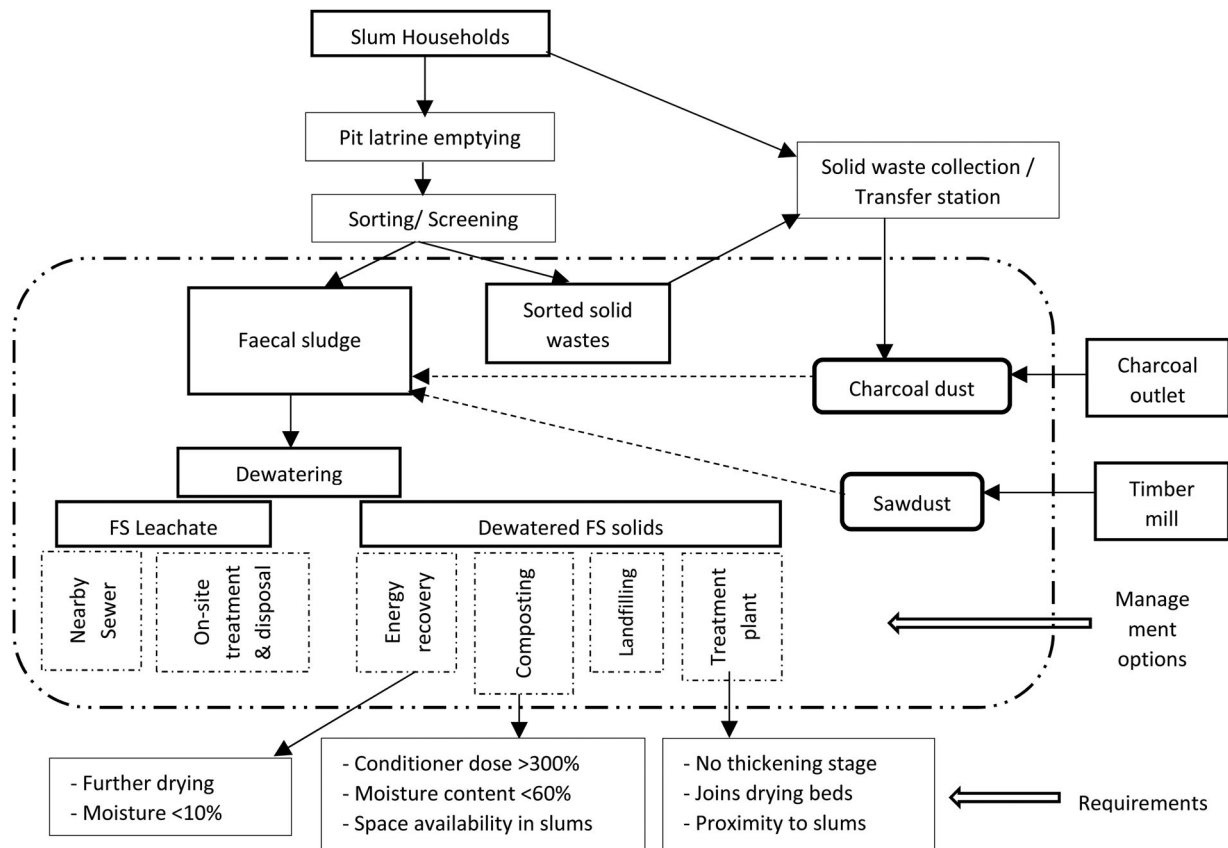 Slum Households
Pit latrine emptying
Solid waste collection /
Transfer station
Sorting/ Screening
Faecal sludge
Sorted solid
wastes
Charcoal dust
Charcoal
outlet
Dewatering
Sawdust
Timber
mill
FS Leachate
Dewatered FS solids
Nearby
Sewer
On-site
treatment
& disposal
Energy
recovery
Composting
Landfilling
Treatment
plant
Manage
ment
options
- Further drying
- Moisture <10%
- Conditioner dose >300%
- Moisture content <60%
- Space availability in slums
- No thickening stage
- Joins drying beds
- Proximity to slums
Requirements